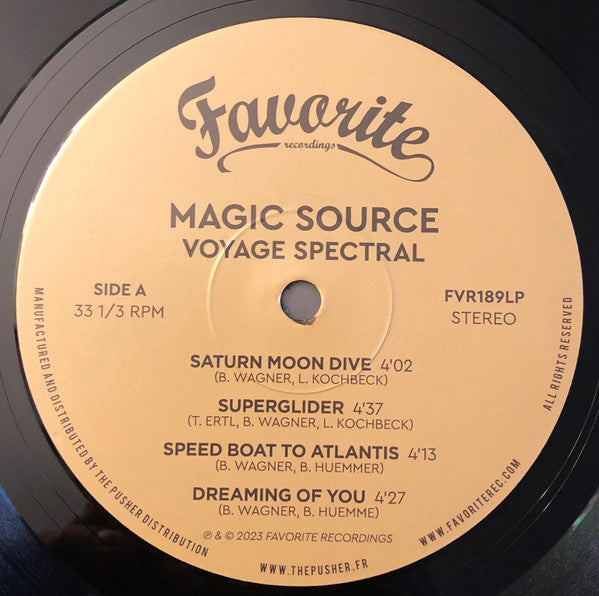 Favorite
recordings
MAGIC SOURCE
VOYAGE SPECTRAL
SIDE A
33 1/3 RPM
FVR189LP
STEREO
SATURN MOON DIVE 4'02
(B. WAGNER, L. KOCHBECK)
SUPERGLIDER 4'37
(T. ERTL, B. WAGNER, L. KOCHBECK)
SPEED BOAT TO ATLANTIS 4'13
(B. WAGNER, B. HUEMMER)
DREAMING OF YOU 4'27
(B. WAGNER, B. HUEMME)
℗ & © 2023 FAVORITE RECORDINGS
MANUFACTURED AND DISTRIBUTED BY THE PUSHER DISTRIBUTION
WWW.THEPUSHER.FR
WWW.FAVORITEREC.COM
ALL RIGHTS RESERVED